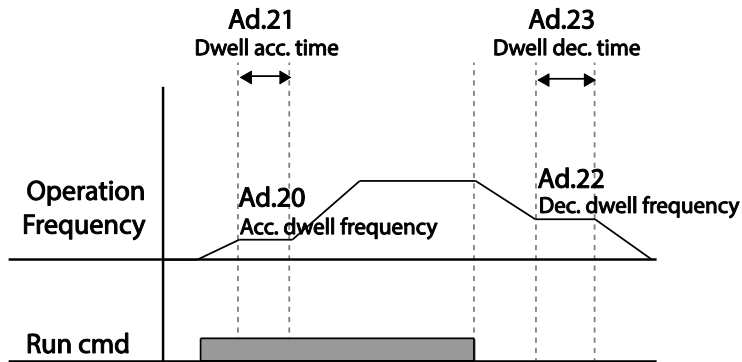 Ad.21
Dwell acc. time
Ad.23
Dwell dec. time
Operation
Frequency
Ad.20
Acc. dwell frequency
Ad.22
Dec. dwell frequency
Run cmd